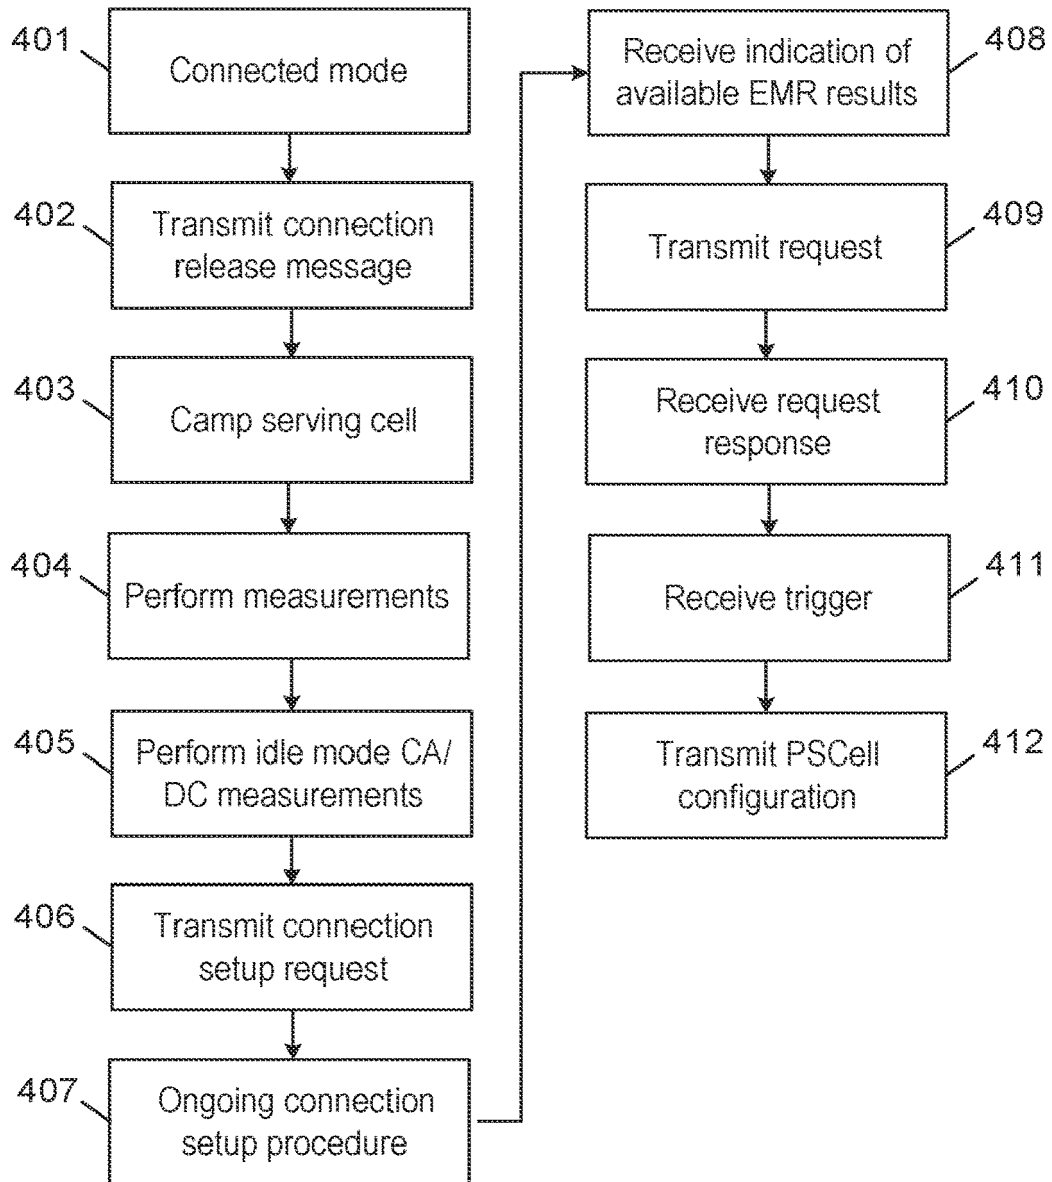 401
Connected mode
402
Transmit connection
release message
403
Camp serving cell
404
Perform measurements
405
Perform idle mode CA/
DC measurements
406
Transmit connection
setup request
407
Ongoing connection
setup procedure
408
Receive indication of
available EMR results
409
Transmit request
410
Receive request
response
411
Receive trigger
412
Transmit PSCell
configuration